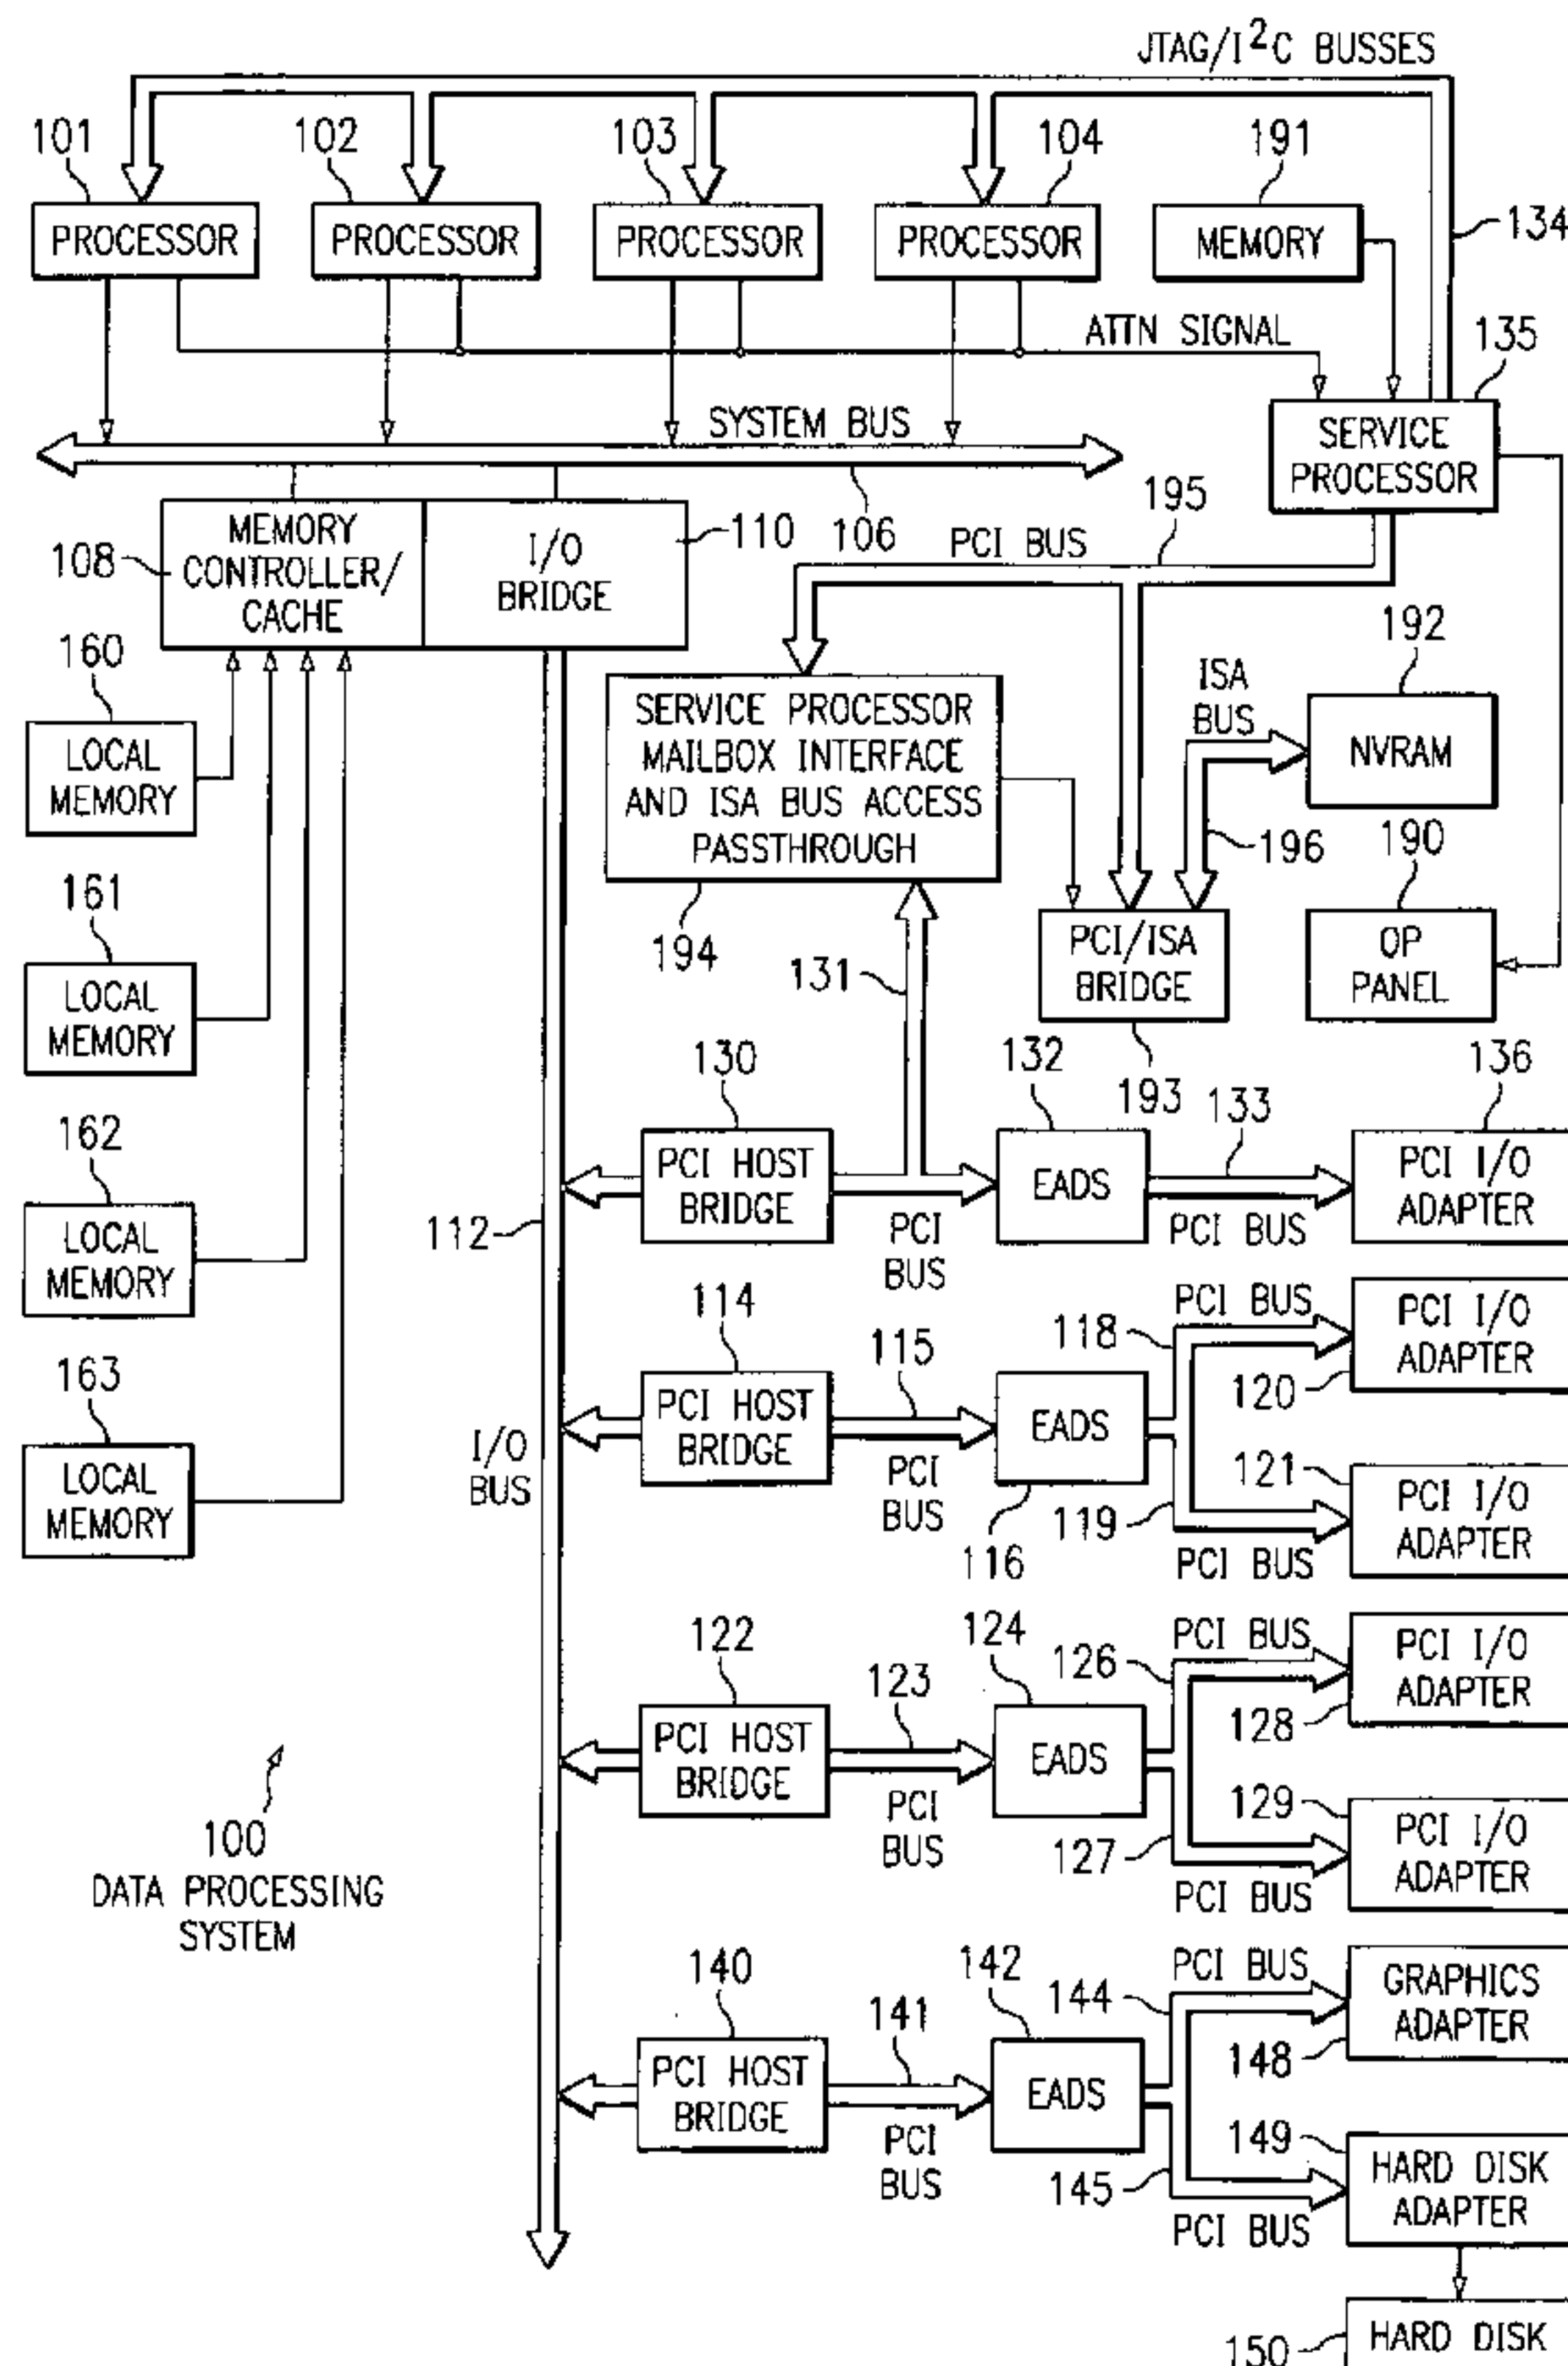 JTAG/I²C BUSSES
101
102
103
104
191
134
PROCESSOR
PROCESSOR
PROCESSOR
PROCESSOR
MEMORY
ATTN SIGNAL
135
SYSTEM BUS
SERVICE
PROCESSOR
195
MEMORY
CONTROLLER/
CACHE
108
I/O
BRIDGE
110
106
PCI BUS
160
LOCAL
MEMORY
SERVICE PROCESSOR
MAILBOX INTERFACE
AND ISA BUS ACCESS
PASSTHROUGH
194
ISA
BUS
192
NVRAM
196
190
OP
PANEL
161
LOCAL
MEMORY
131
PCI/ISA
BRIDGE
193
130
132
133
136
162
LOCAL
MEMORY
112
PCI HOST
BRIDGE
PCI
BUS
EADS
PCI BUS
PCI I/O
ADAPTER
114
115
118
PCI BUS
PCI I/O
ADAPTER
120
163
LOCAL
MEMORY
I/O
BUS
PCI HOST
BRIDGE
PCI
BUS
EADS
116
119
121
PCI BUS
PCI I/O
ADAPTER
122
123
124
126
PCI BUS
PCI I/O
ADAPTER
128
PCI HOST
BRIDGE
PCI
BUS
EADS
127
129
PCI BUS
PCI I/O
ADAPTER
100
DATA PROCESSING
SYSTEM
140
141
142
144
PCI BUS
GRAPHICS
ADAPTER
148
PCI HOST
BRIDGE
PCI
BUS
EADS
145
149
PCI BUS
HARD DISK
ADAPTER
150
HARD DISK